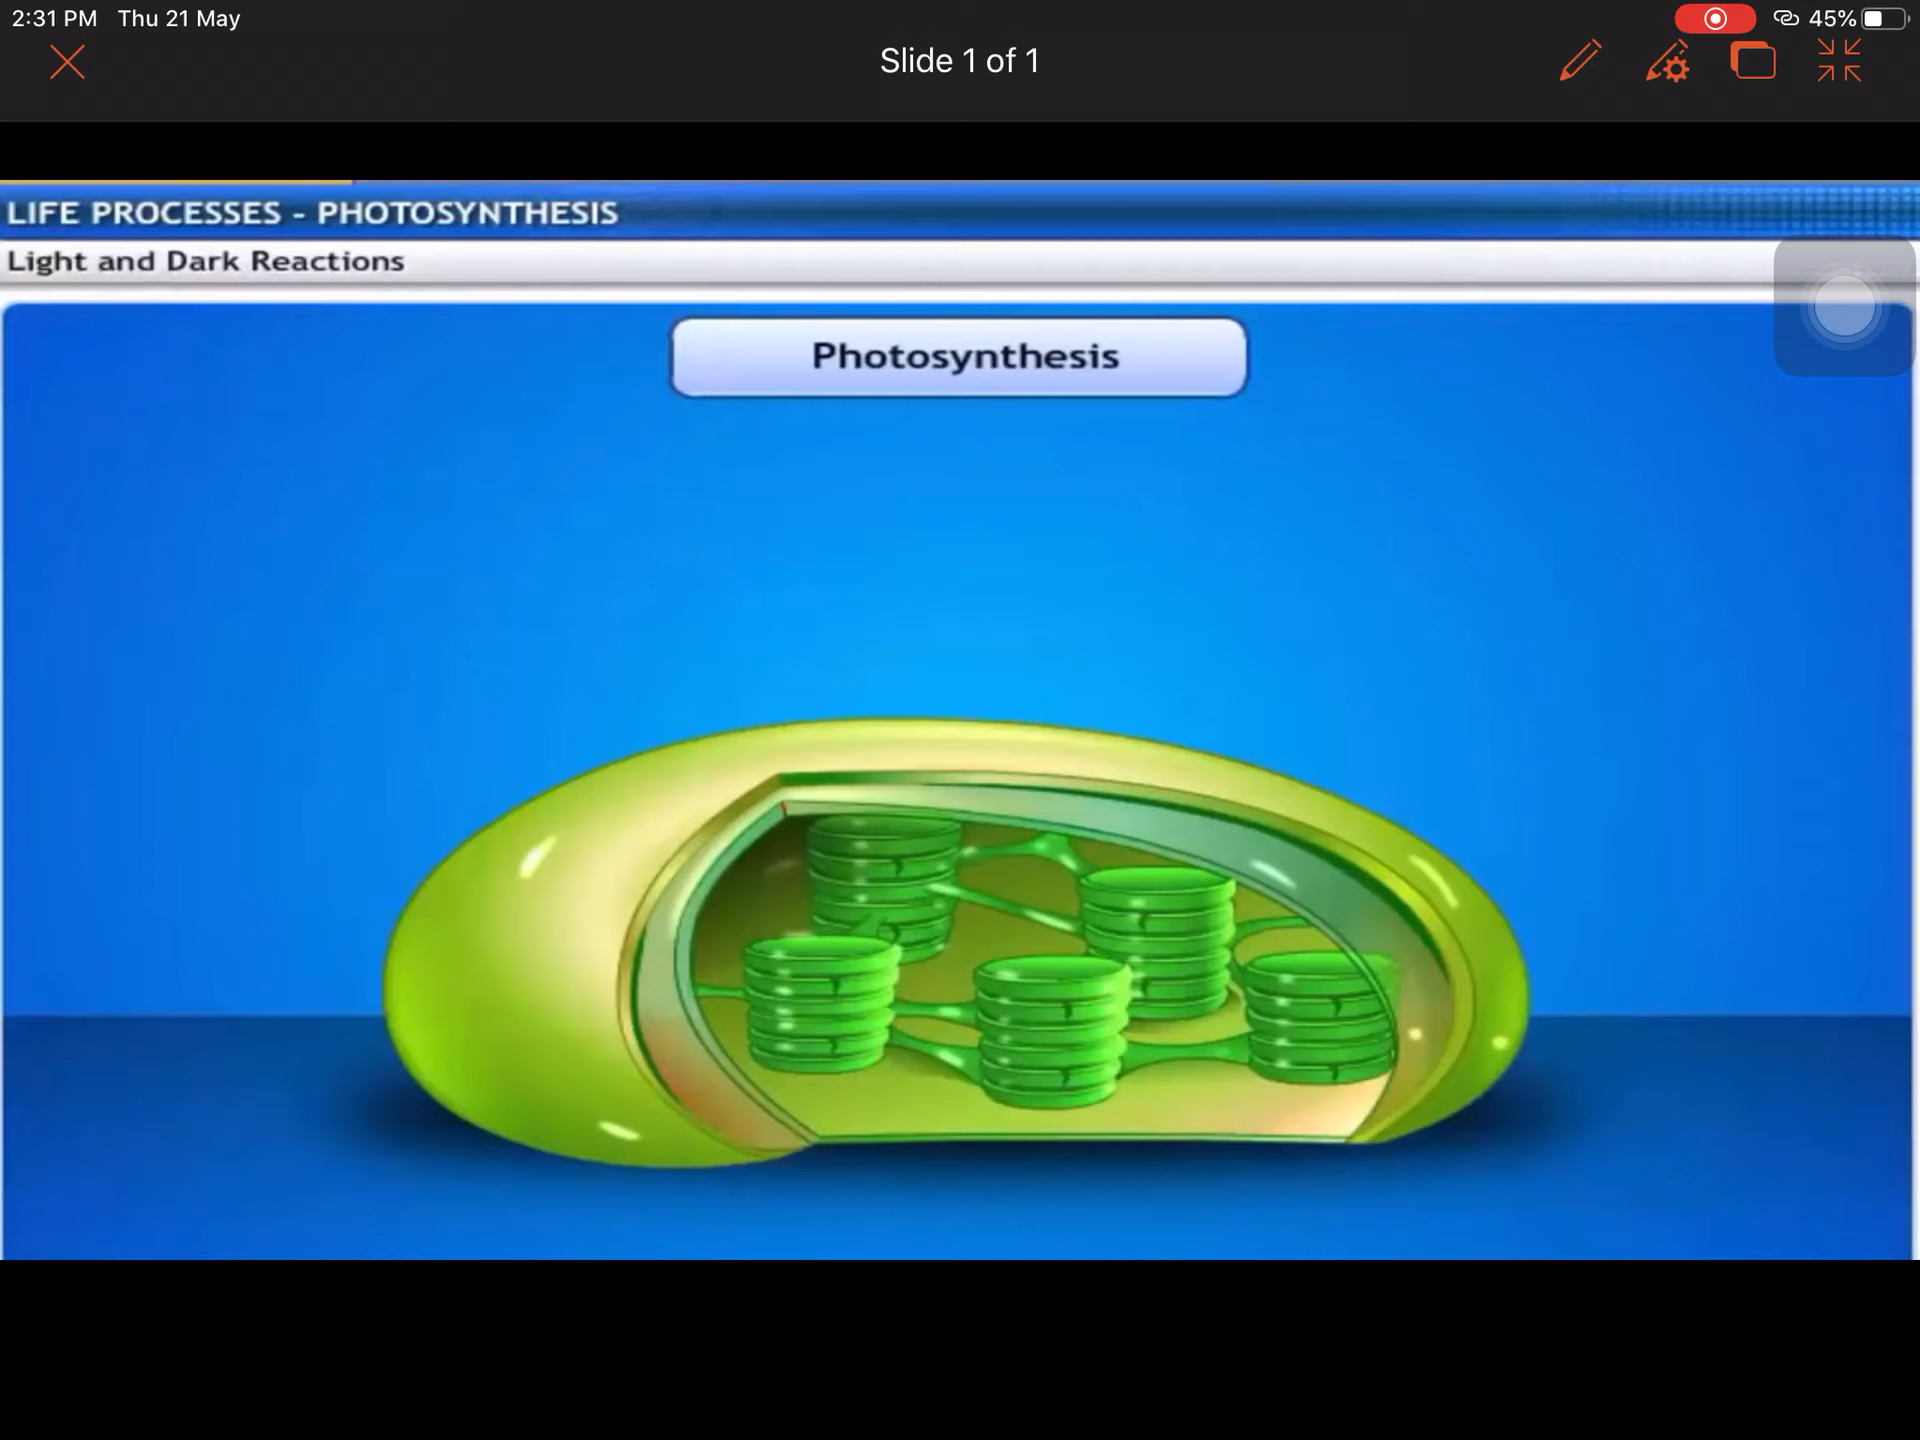 2:31 PM Thu 21 May
45%
Slide 1 of 1
LIFE PROCESSES - PHOTOSYNTHESIS
Light and Dark Reactions
Photosynthesis